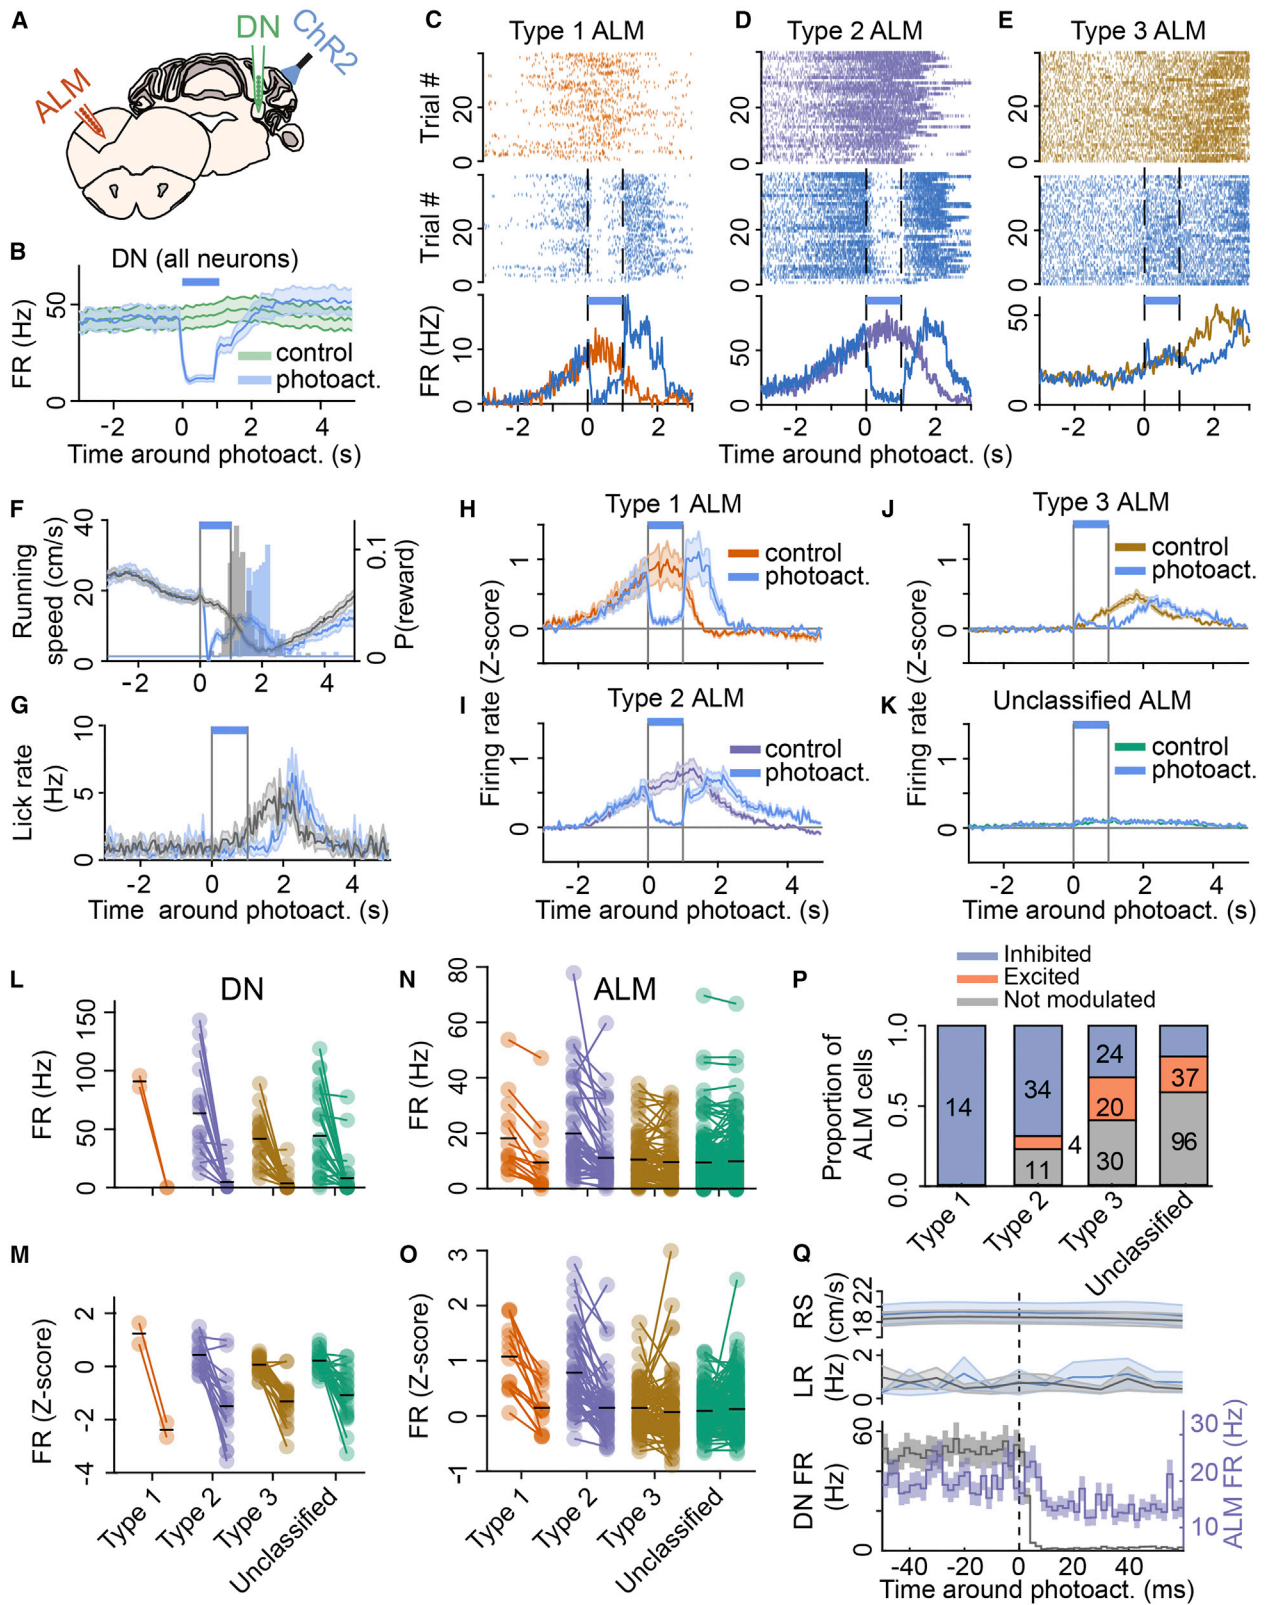 A
ALM
DN
ChR2
B
DN (all neurons)
FR (Hz)
50
0
control
photoact.
-2 0 2 4
Time around photoact. (s)
C
Type 1 ALM
Trial #
20
0
Trial #
20
0
FR (HZ)
10
0
-2 0 2
D
Type 2 ALM
20
0
20
0
50
0
-2 0 2
Time around photoact. (s)
E
Type 3 ALM
20
0
20
0
50
0
-2 0 2
F
Running
speed (cm/s)
40
20
0
0.1
0
P(reward)
-2 0 2 4
G
Lick rate
(Hz)
10
5
0
-2 0 2 4
Time around photoact. (s)
H
Type 1 ALM
1
0
control
photoact.
Firing rate (Z-score)
I
Type 2 ALM
1
0
control
photoact.
-2 0 2 4
Time around photoact. (s)
J
Type 3 ALM
1
0
control
photoact.
Firing rate (Z-score)
K
Unclassified ALM
1
0
control
photoact.
-2 0 2 4
Time around photoact. (s)
L
DN
FR (Hz)
150
100
50
0
M
FR (Z-score)
2
0
-2
-4
Type 1
Type 2
Type 3
Unclassified
N
ALM
FR (Hz)
80
60
40
20
0
O
FR (Z-score)
3
2
1
0
-1
Type 1
Type 2
Type 3
Unclassified
P
Inhibited
Excited
Not modulated
Proportion of
ALM cells
1.0
0.5
0.0
14
34
4
11
24
20
30
37
96
Type 1
Type 2
Type 3
Unclassified
Q
RS
(cm/s)
22
18
LR
(Hz)
2
0
DN FR
(Hz)
60
0
30
20
10
ALM FR (Hz)
-40 -20 0 20 40
Time around photoact. (ms)